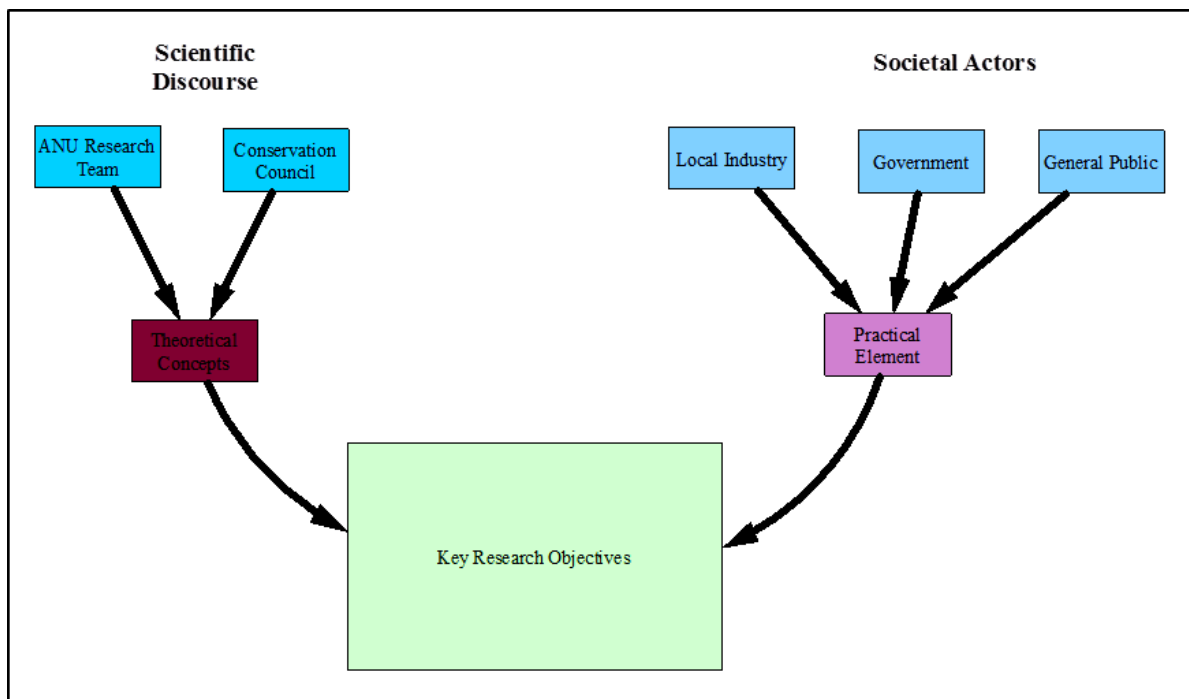 Scientific
Discourse
Societal Actors
ANU Research
Team
Conservation
Council
Local Industry
Government
General Public
Theoretical
Concepts
Practical
Element
Key Research Objectives